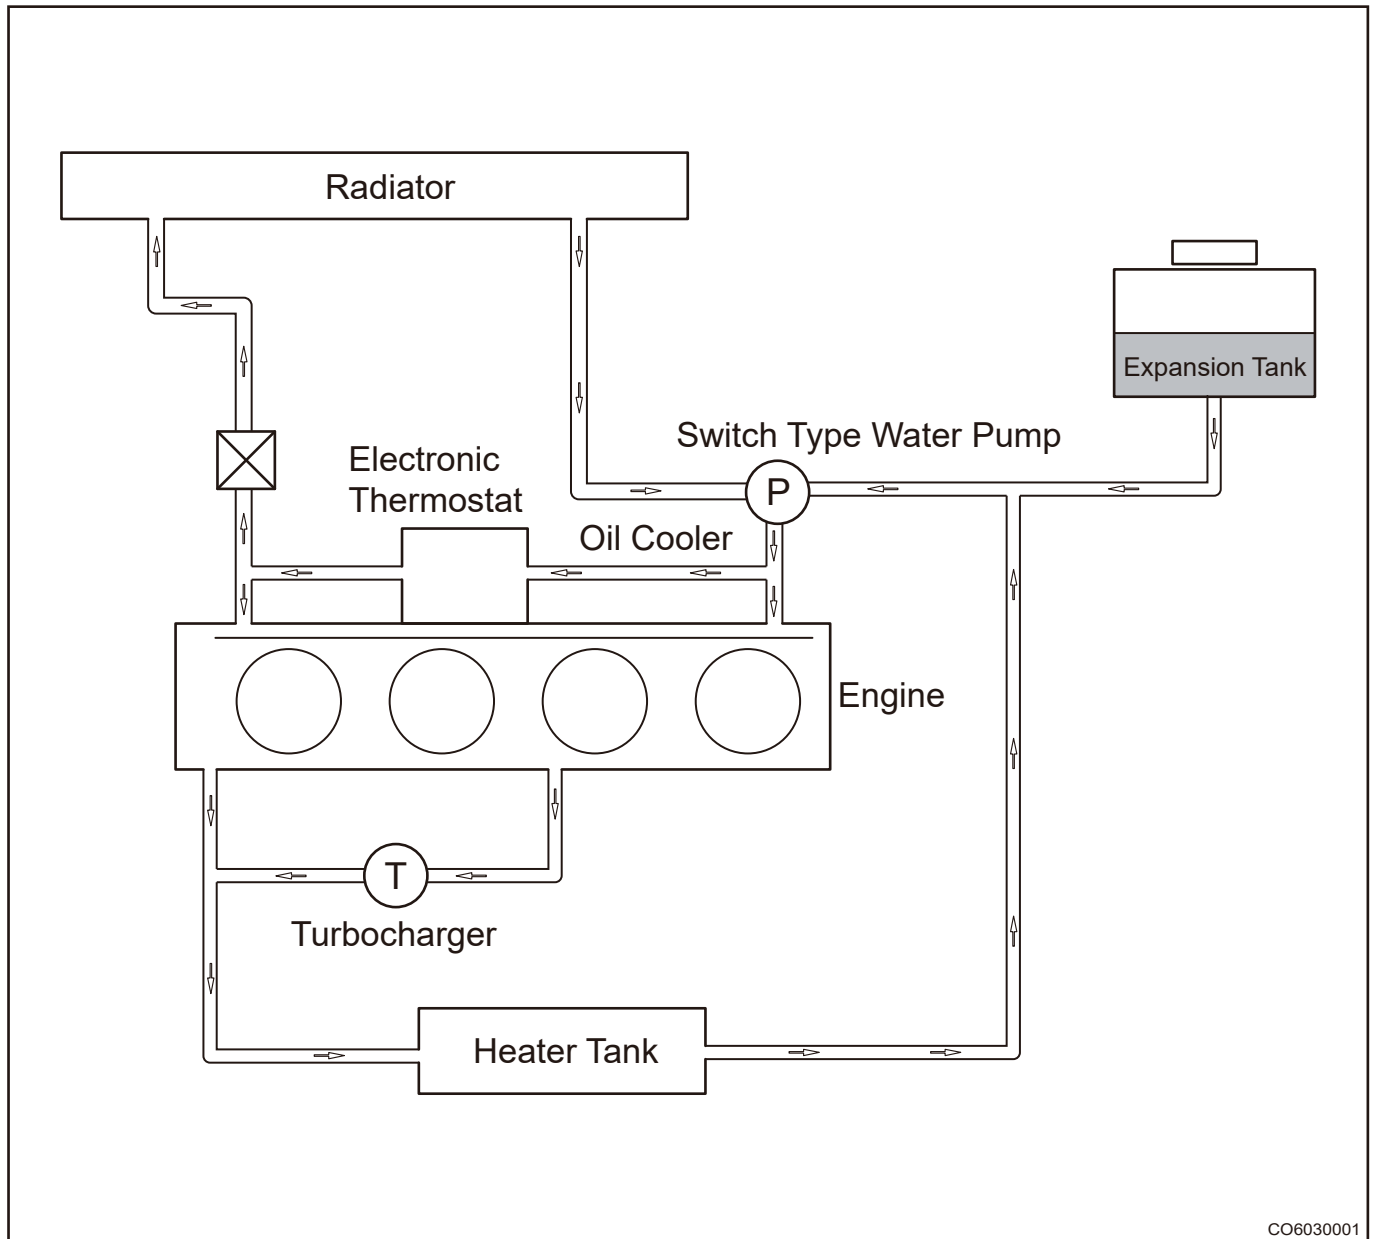 Radiator
Expansion Tank
Switch Type Water Pump
Electronic
Thermostat
P
Oil Cooler
Engine
T
Turbocharger
Heater Tank
CO6030001